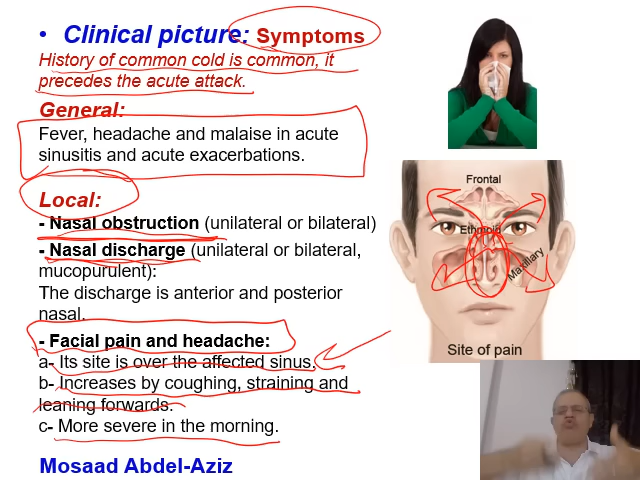 • Clinical picture: Symptoms
History of common cold is common, it
precedes the acute attack.
General:
Fever, headache and malaise in acute
sinusitis and acute exacerbations.
Local:
- Nasal obstruction (unilateral or bilateral)
- Nasal discharge (unilateral or bilateral,
mucopurulent):
The discharge is anterior and posterior
nasal.
- Facial pain and headache:
a- Its site is over the affected sinus.
b- Increases by coughing, straining and
leaning forwards.
c- More severe in the morning.
Mosaad Abdel-Aziz
Frontal
Ethmoid
Maxillary
Site of pain